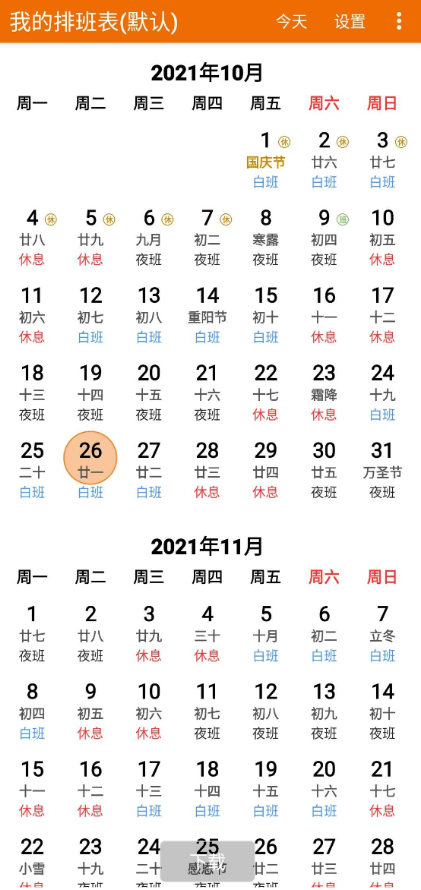 我的排班表(默认) 今天 设置
2021年10月
周一 周二 周三 周四 周五 周六 周日
1 休 2 休 3 休
国庆节 廿六 廿七
白班 白班 白班
4 休 5 休 6 休 7 休 8 9 班 10
廿八 廿九 九月 初二 寒露 初四 初五
休息 休息 夜班 夜班 夜班 夜班 休息
11 12 13 14 15 16 17
初六 初七 初八 重阳节 初十 十一 十二
休息 白班 白班 白班 白班 休息 休息
18 19 20 21 22 23 24
十三 十四 十五 十六 十七 霜降 十九
夜班 夜班 夜班 夜班 休息 休息 白班
25 26 27 28 29 30 31
二十 廿一 廿二 廿三 廿四 廿五 万圣节
白班 白班 白班 休息 休息 夜班 夜班
2021年11月
周一 周二 周三 周四 周五 周六 周日
1 2 3 4 5 6 7
廿七 廿八 廿九 三十 十月 初二 立冬
夜班 夜班 休息 休息 白班 白班 白班
8 9 10 11 12 13 14
初四 初五 初六 初七 初八 初九 初十
白班 休息 休息 夜班 夜班 夜班 夜班
15 16 17 18 19 20 21
十一 十二 十三 十四 十五 十六 十七
休息 休息 白班 白班 白班 白班 休息
22 23 24 25 26 27 28
小雪 十九 二十 感恩节 廿二 廿三 廿四
下载